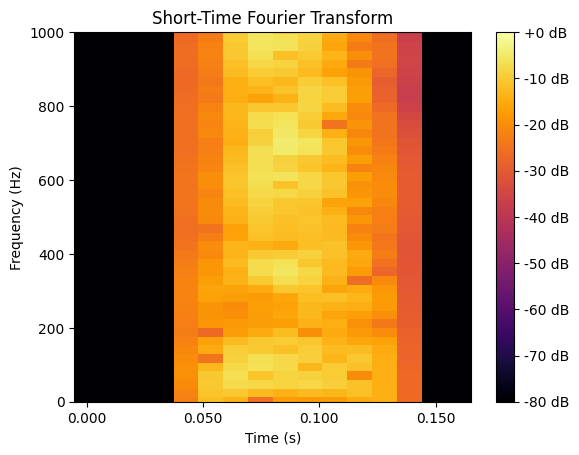 Short-Time Fourier Transform
Frequency (Hz)
1000
800
600
400
200
0
0.000
0.050
0.100
0.150
Time (s)
+0 dB
-10 dB
-20 dB
-30 dB
-40 dB
-50 dB
-60 dB
-70 dB
-80 dB